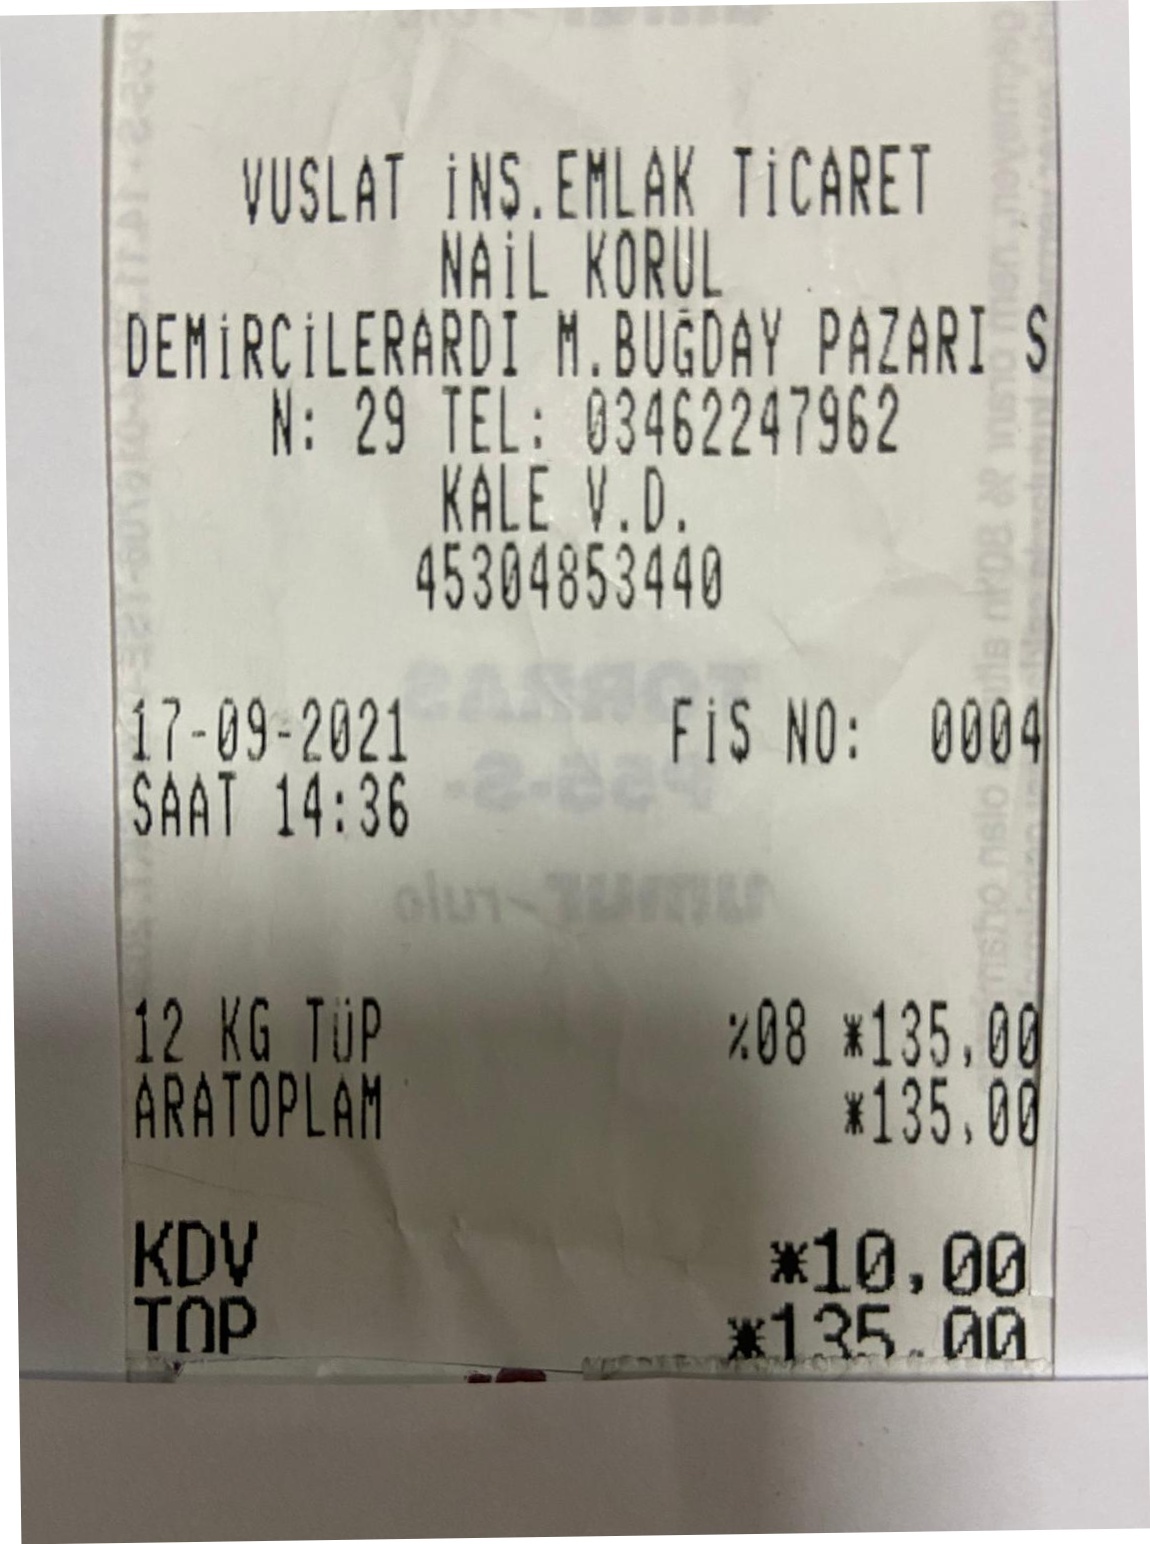 VUSLAT İNŞ.EMLAK TİCARET
NAİL KORUL
DEMİRCİLERARDI M.BUĞDAY PAZARI S
N: 29 TEL: 03462247962
KALE V.D.
45304853440
17-09-2021 FİŞ NO: 0004
SAAT 14:36
12 KG TÜP %08 *135,00
ARATOPLAM *135,00
KDV *10,00
TOP *135,00